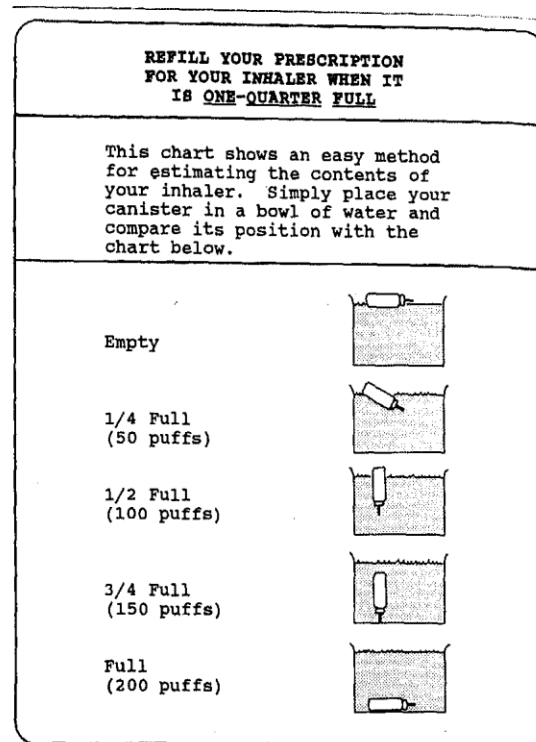 REFILL YOUR PRESCRIPTION
FOR YOUR INHALER WHEN IT
IS ONE-QUARTER FULL
This chart shows an easy method
for estimating the contents of
your inhaler. Simply place your
canister in a bowl of water and
compare its position with the
chart below.
Empty
1/4 Full
(50 puffs)
1/2 Full
(100 puffs)
3/4 Full
(150 puffs)
Full
(200 puffs)